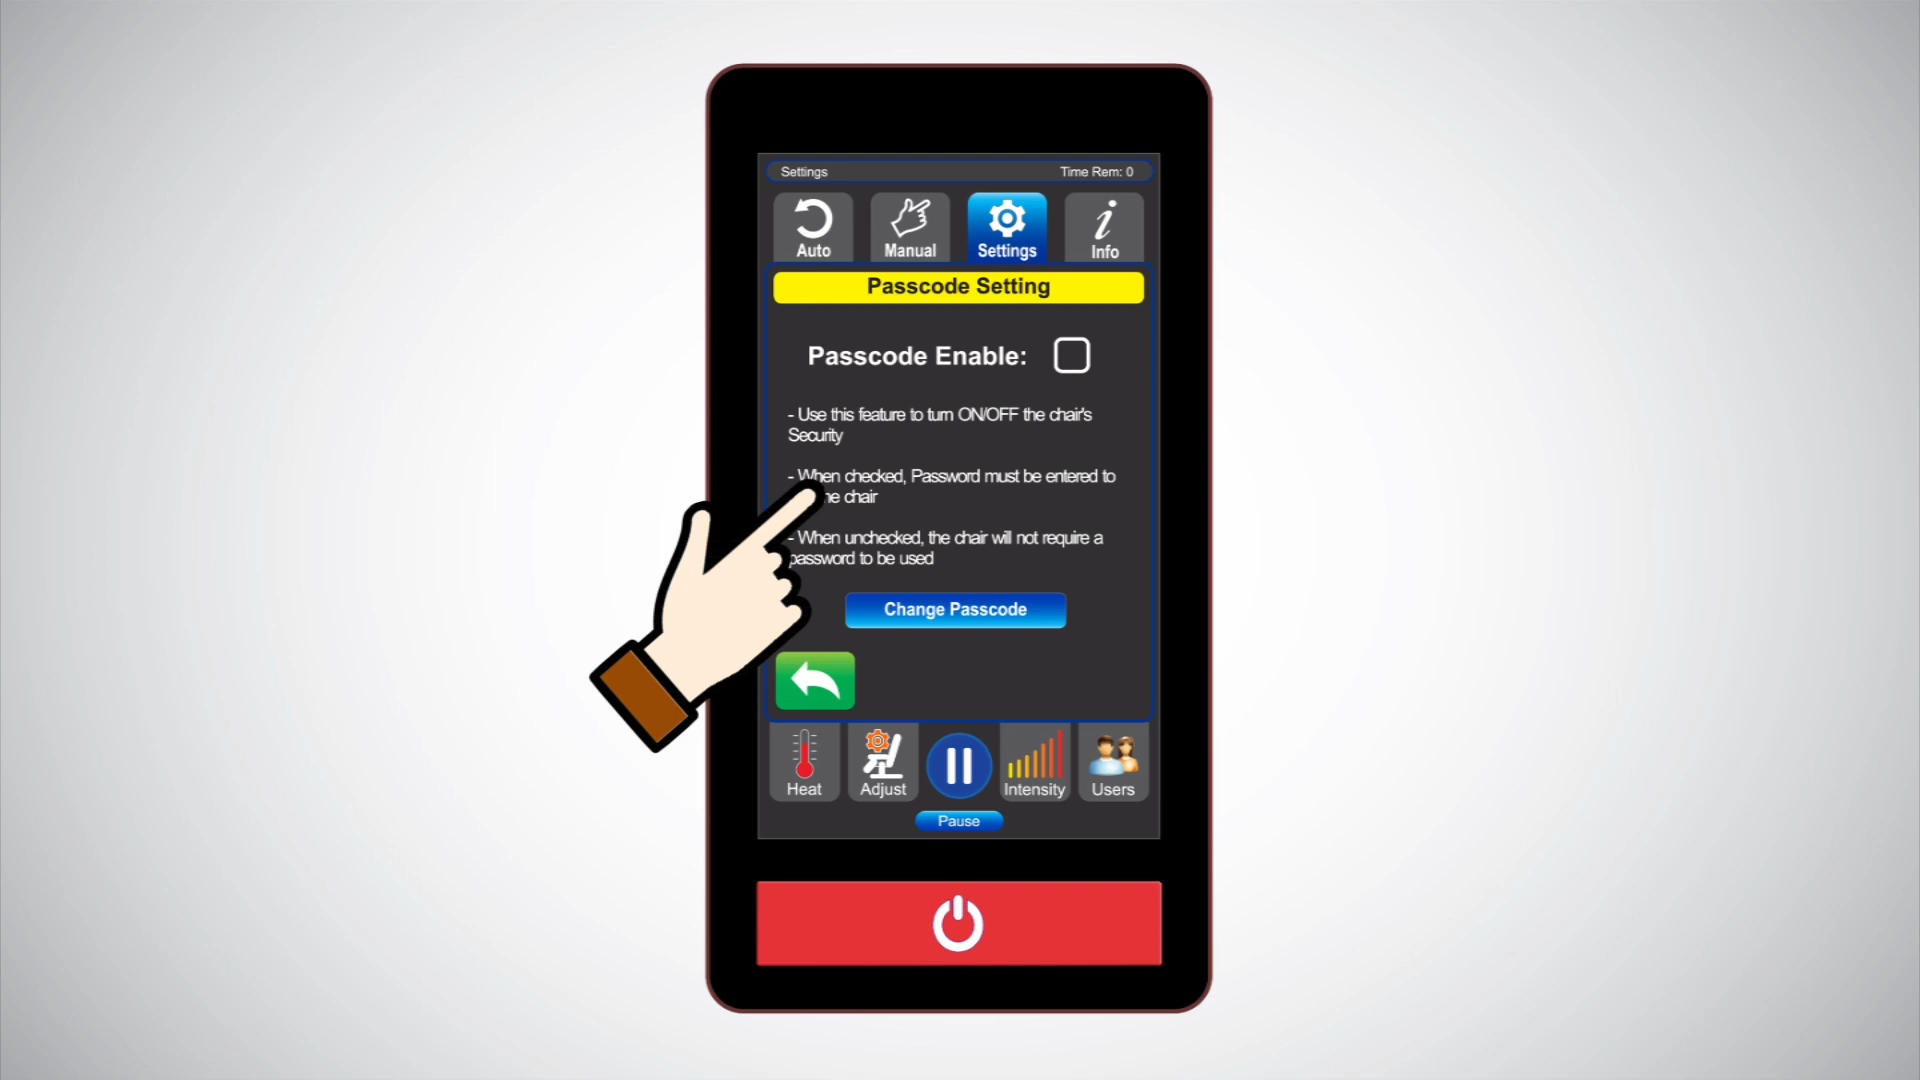 Settings Time Rem: 0
Auto Manual Settings Info
Passcode Setting
Passcode Enable:
- Use this feature to turn ON/OFF the chair's
Security
- When checked, Password must be entered to
chair
- When unchecked, the chair will not require a
password to be used
Change Passcode
Heat Adjust Intensity Users
Pause